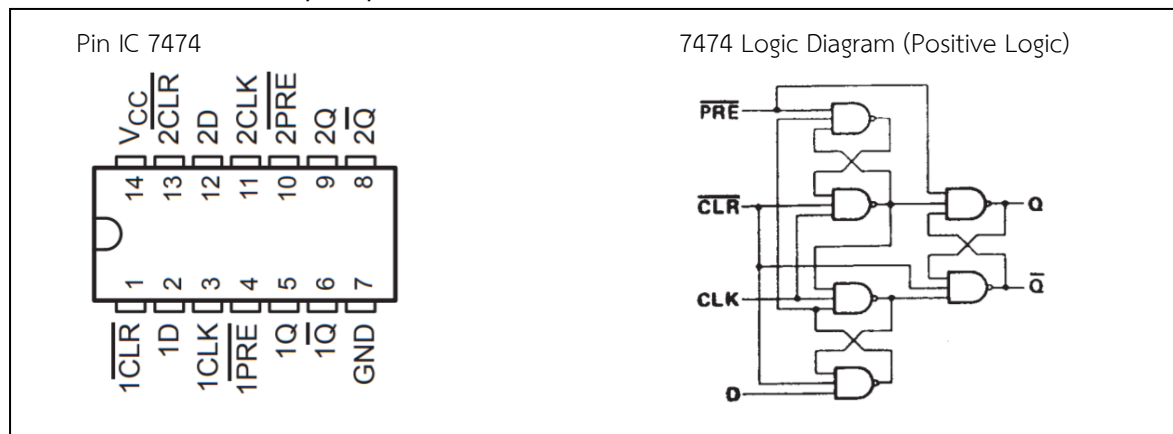 Pin IC 7474
7474 Logic Diagram (Positive Logic)
VCC
2CLR
2D
2CLK
2PRE
2Q
2Q
14 13 12 11 10 9 8
1 2 3 4 5 6 7
1CLR
1D
1CLK
1PRE
1Q
1Q
GND
PRE
CLR
CLK
D
Q
Q